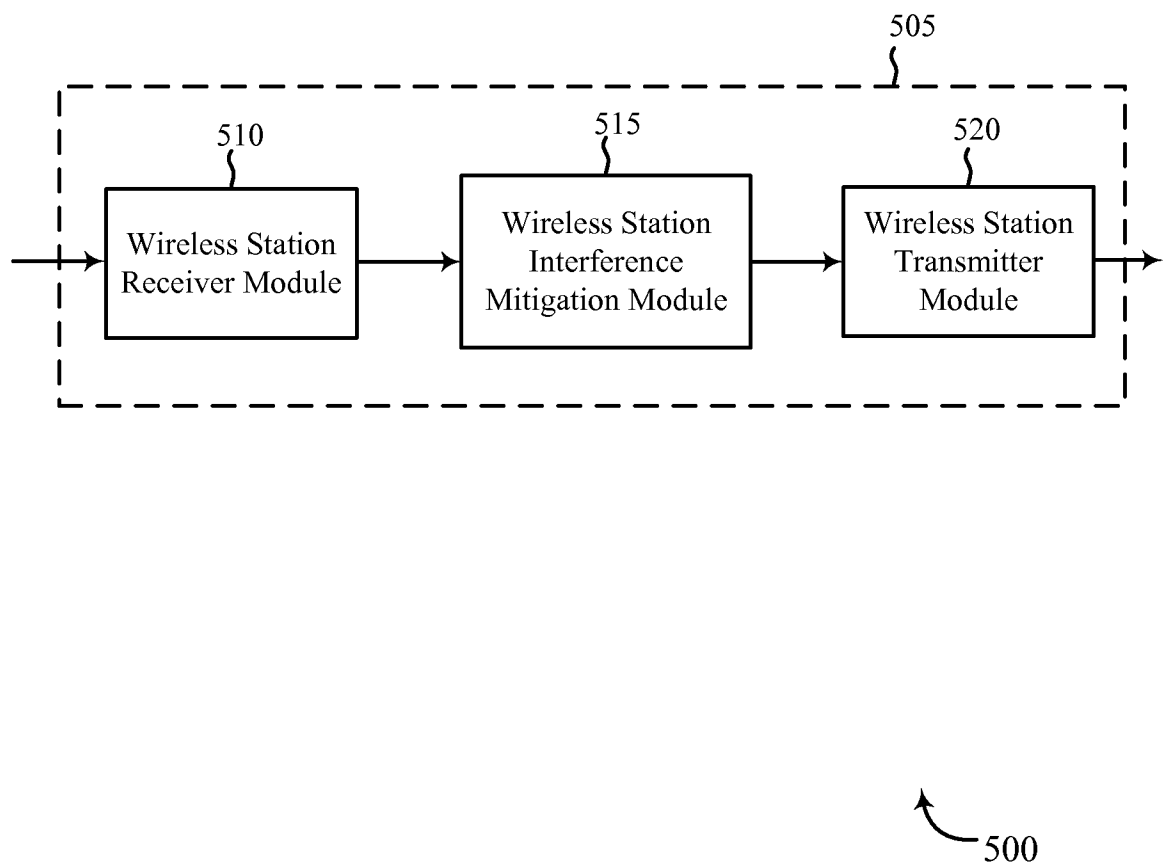 505
510
515
520
Wireless Station
Receiver Module
Wireless Station
Interference
Mitigation Module
Wireless Station
Transmitter
Module
500